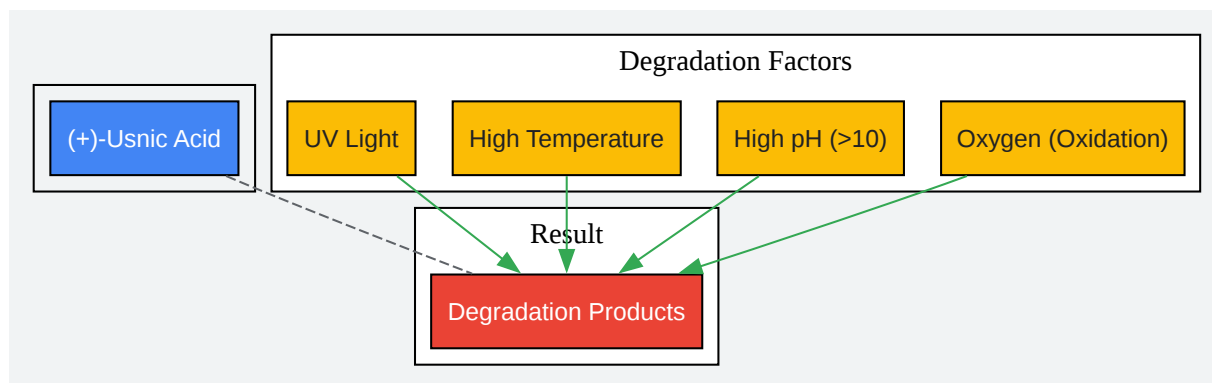 Degradation Factors
(+)-Usnic Acid
UV Light
High Temperature
High pH (>10)
Oxygen (Oxidation)
Result
Degradation Products